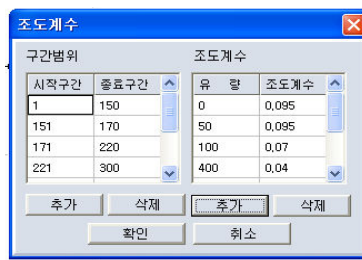 조도계수
구간범위 조도계수
시작구간 종료구간 유 량 조도계수
1 150 0 0,095
151 170 50 0,095
171 220 100 0,07
221 300 400 0,04
추가 삭제 추가 삭제
확인 취소